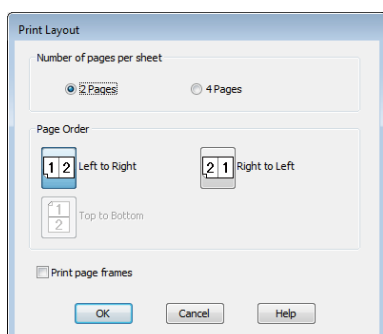 Print Layout
Number of pages per sheet
2 Pages 4 Pages
Page Order
1 2 Left to Right 2 1 Right to Left
1
2
Top to Bottom
Print page frames
OK Cancel Help